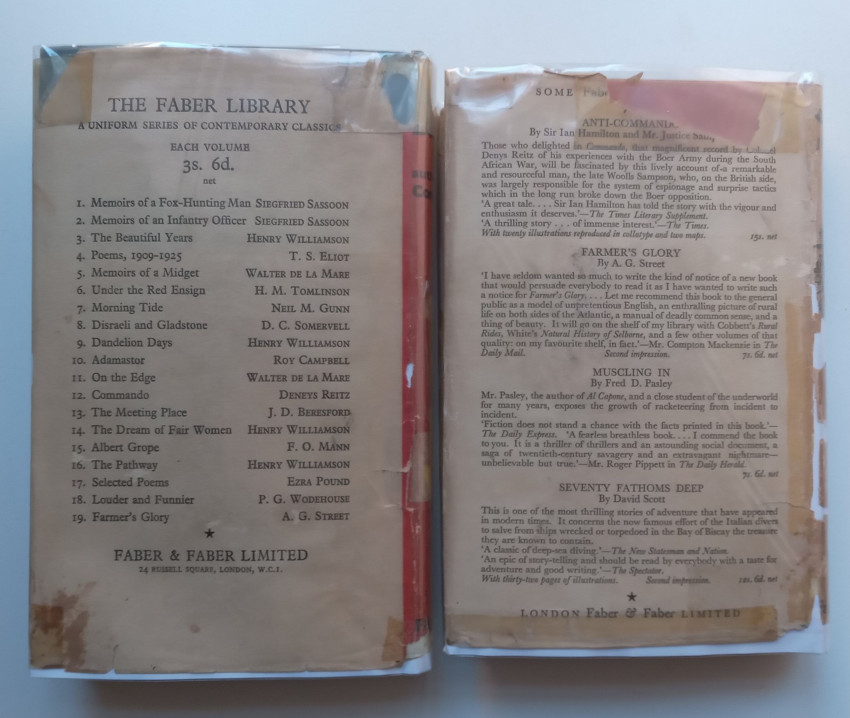 THE FABER LIBRARY
A UNIFORM SERIES OF CONTEMPORARY CLASSICS
EACH VOLUME
3s. 6d.
net
1. Memoirs of a Fox-Hunting Man SIEGFRIED SASSOON
2. Memoirs of an Infantry Officer SIEGFRIED SASSOON
3. The Beautiful Years HENRY WILLIAMSON
4. Poems, 1909-1925 T. S. ELIOT
5. Memoirs of a Midget WALTER DE LA MARE
6. Under the Red Ensign H. M. TOMLINSON
7. Morning Tide NEIL M. GUNN
8. Disraeli and Gladstone D. C. SOMERVELL
9. Dandelion Days HENRY WILLIAMSON
10. Adamastor ROY CAMPBELL
11. On the Edge WALTER DE LA MARE
12. Commando DENEYS REITZ
13. The Meeting Place J. D. BERESFORD
14. The Dream of Fair Women HENRY WILLIAMSON
15. Albert Grope F. O. MANN
16. The Pathway HENRY WILLIAMSON
17. Selected Poems EZRA POUND
18. Louder and Funnier P. G. WODEHOUSE
19. Farmer's Glory A. G. STREET
★
FABER & FABER LIMITED
24 RUSSELL SQUARE, LONDON, W.C.1.
SOME
ANTI-COMMANDO
By Sir Ian Hamilton and Mr. Justice
Those who delighted in Commando, that magnificent record by
Denys Reitz of his experiences with the Boer Army during the South
African War, will be fascinated by this lively account of a remarkable
and resourceful man, the late Woolls Sampson, who, on the British side,
was largely responsible for the system of espionage and surprise tactics
which in the long run broke down the Boer opposition.
'A great tale. . . . Sir Ian Hamilton has told the story with the vigour and
enthusiasm it deserves.'—The Times Literary Supplement.
'A thrilling story . . . of immense interest.'—The Times.
With twenty illustrations reproduced in collotype and two maps. 15s. net
FARMER'S GLORY
By A. G. Street
'I have seldom wanted so much to write the kind of notice of a new book
that would persuade everybody to read it as I have wanted to write such
a notice for Farmer's Glory. . . . Let me recommend this book to the general
public as a model of unpretentious English, an enthralling picture of rural
life on both sides of the Atlantic, a manual of deadly common sense, and a
thing of beauty. It will go on the shelf of my library with Cobbett's Rural
Rides, White's Natural History of Selborne, and a few other volumes of that
quality: on my favourite shelf, in fact.'—Mr. Compton Mackenzie in The
Daily Mail. Second impression. 7s. 6d. net
MUSCLING IN
By Fred D. Pasley
Mr. Pasley, the author of Al Capone, and a close student of the underworld
for many years, exposes the growth of racketeering from incident to
incident.
'Fiction does not stand a chance with the facts printed in this book.'—
The Daily Express. 'A fearless breathless book. . . . I commend the book
to you. It is a thriller of thrillers and an astounding social document, a
saga of twentieth-century savagery and an extravagant nightmare—
unbelievable but true.'—Mr. Roger Pippett in The Daily Herald.
7s. 6d. net
SEVENTY FATHOMS DEEP
By David Scott
This is one of the most thrilling stories of adventure that have appeared
in modern times. It concerns the now famous effort of the Italian divers
to salve from ships wrecked or torpedoed in the Bay of Biscay the treasure
they are known to contain.
'A classic of deep-sea diving.'—The New Statesman and Nation.
'An epic of story-telling and should be read by everybody with a taste for
adventure and good writing.'—The Spectator.
With thirty-two pages of illustrations. Second impression. 12s. 6d. net
★
LONDON Faber & Faber LIMITED